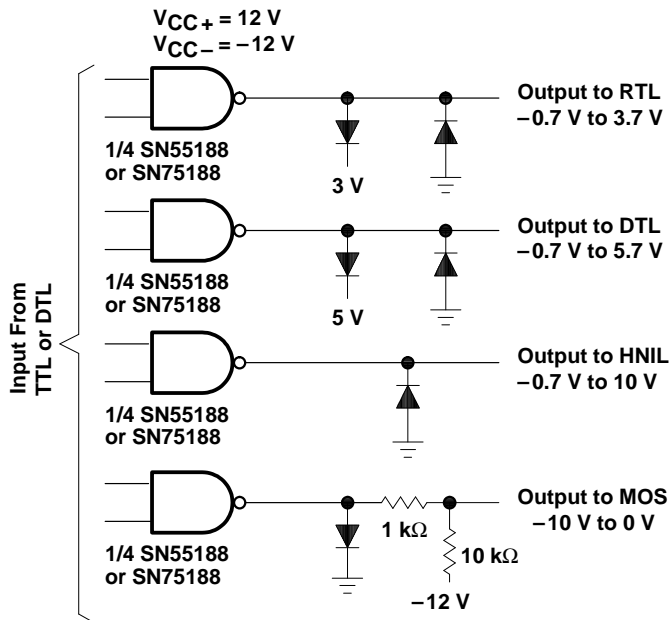 VCC+ = 12 V
VCC− = −12 V
Output to RTL
−0.7 V to 3.7 V
1/4 SN55188
or SN75188
3 V
Output to DTL
−0.7 V to 5.7 V
1/4 SN55188
or SN75188
5 V
Input From
TTL or DTL
Output to HNIL
−0.7 V to 10 V
1/4 SN55188
or SN75188
Output to MOS
−10 V to 0 V
1 kΩ
10 kΩ
1/4 SN55188
or SN75188
−12 V